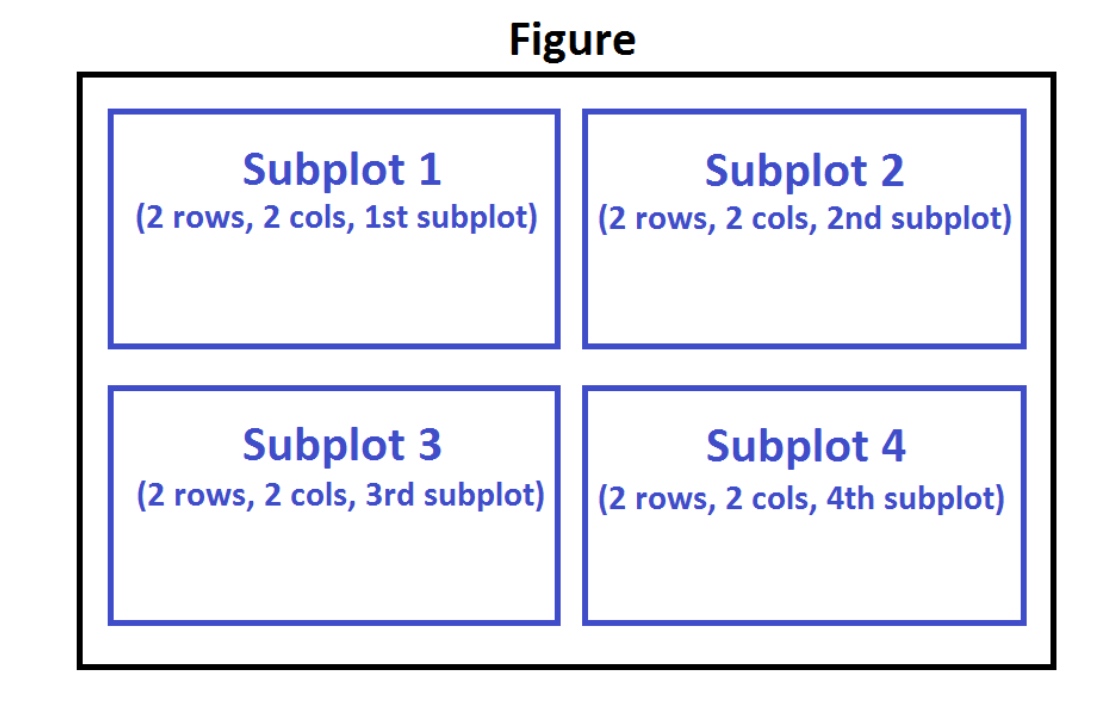 Figure
Subplot 1
(2 rows, 2 cols, 1st subplot)
Subplot 2
(2 rows, 2 cols, 2nd subplot)
Subplot 3
(2 rows, 2 cols, 3rd subplot)
Subplot 4
(2 rows, 2 cols, 4th subplot)